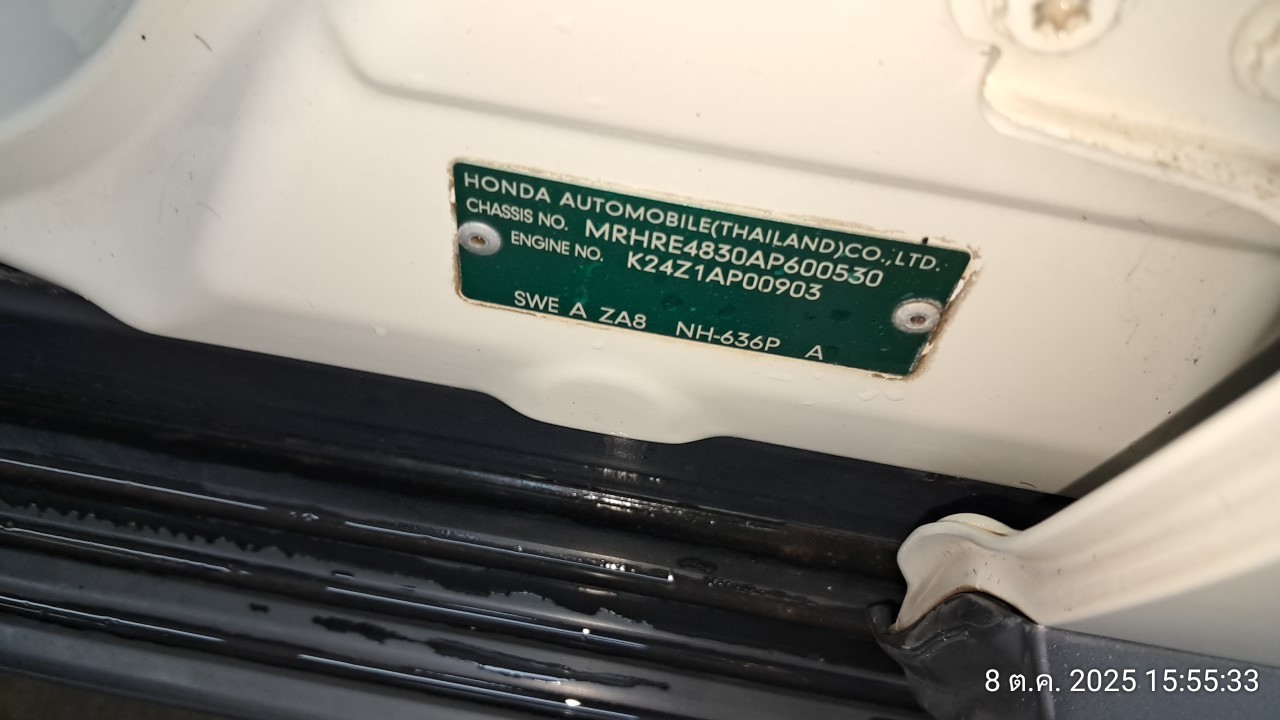 HONDA AUTOMOBILE(THAILAND)CO.,LTD.
CHASSIS NO. MRHRE4830AP600530
ENGINE NO. K24Z1AP00903
SWE A ZA8 NH-636P A
8 ต.ค. 2025 15:55:33